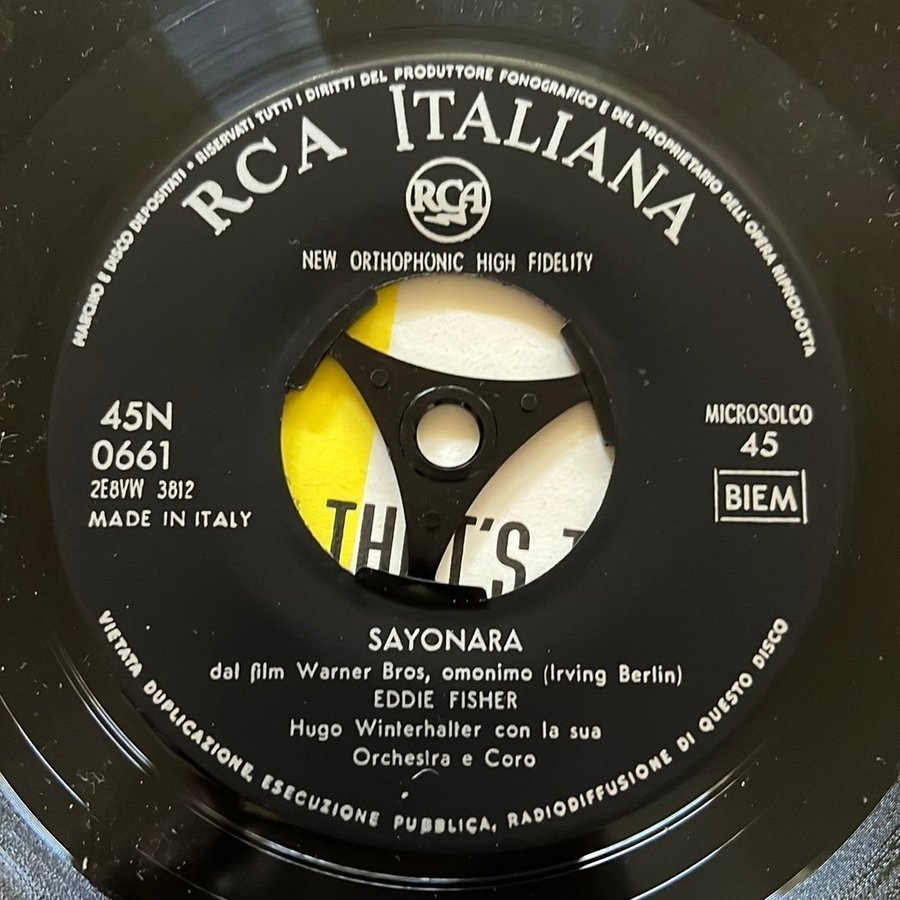 MARCHIO E DISCO DEPOSITATI • RISERVATI TUTTI I DIRITTI DEL PRODUTTORE FONOGRAFICO E DEL PROPRIETARIO DELL'OPERA RIPRODOTTA
RCA ITALIANA
RCA
NEW ORTHOPHONIC HIGH FIDELITY
45N
0661
2E8VW 3812
MADE IN ITALY
MICROSOLCO
45
BIEM
THAT'S
SAYONARA
dal film Warner Bros, omonimo (Irving Berlin)
EDDIE FISHER
Hugo Winterhalter con la sua
Orchestra e Coro
VIETATA DUPLICAZIONE, ESECUZIONE PUBBLICA, RADIODIFFUSIONE DI QUESTO DISCO